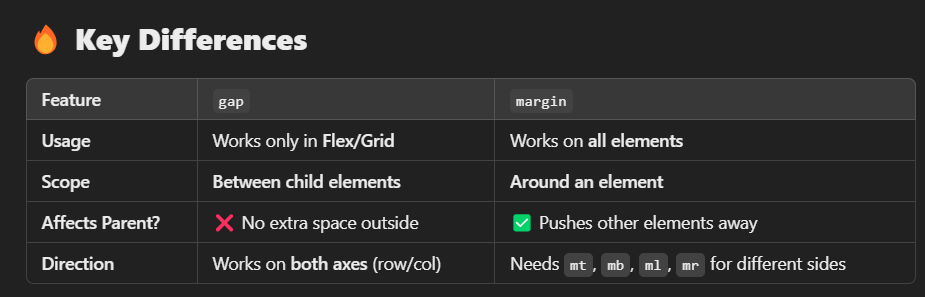 🔥 Key Differences
Feature gap margin
Usage Works only in Flex/Grid Works on all elements
Scope Between child elements Around an element
Affects Parent? ❌ No extra space outside ✅ Pushes other elements away
Direction Works on both axes (row/col) Needs mt, mb, ml, mr for different sides